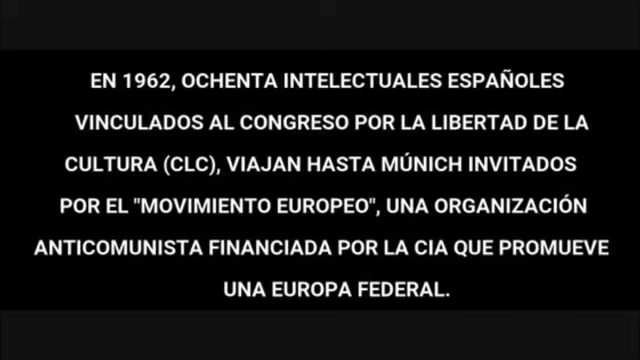 EN 1962, OCHENTA INTELECTUALES ESPAÑOLES
VINCULADOS AL CONGRESO POR LA LIBERTAD DE LA
CULTURA (CLC), VIAJAN HASTA MÚNICH INVITADOS
POR EL "MOVIMIENTO EUROPEO", UNA ORGANIZACIÓN
ANTICOMUNISTA FINANCIADA POR LA CIA QUE PROMUEVE
UNA EUROPA FEDERAL.